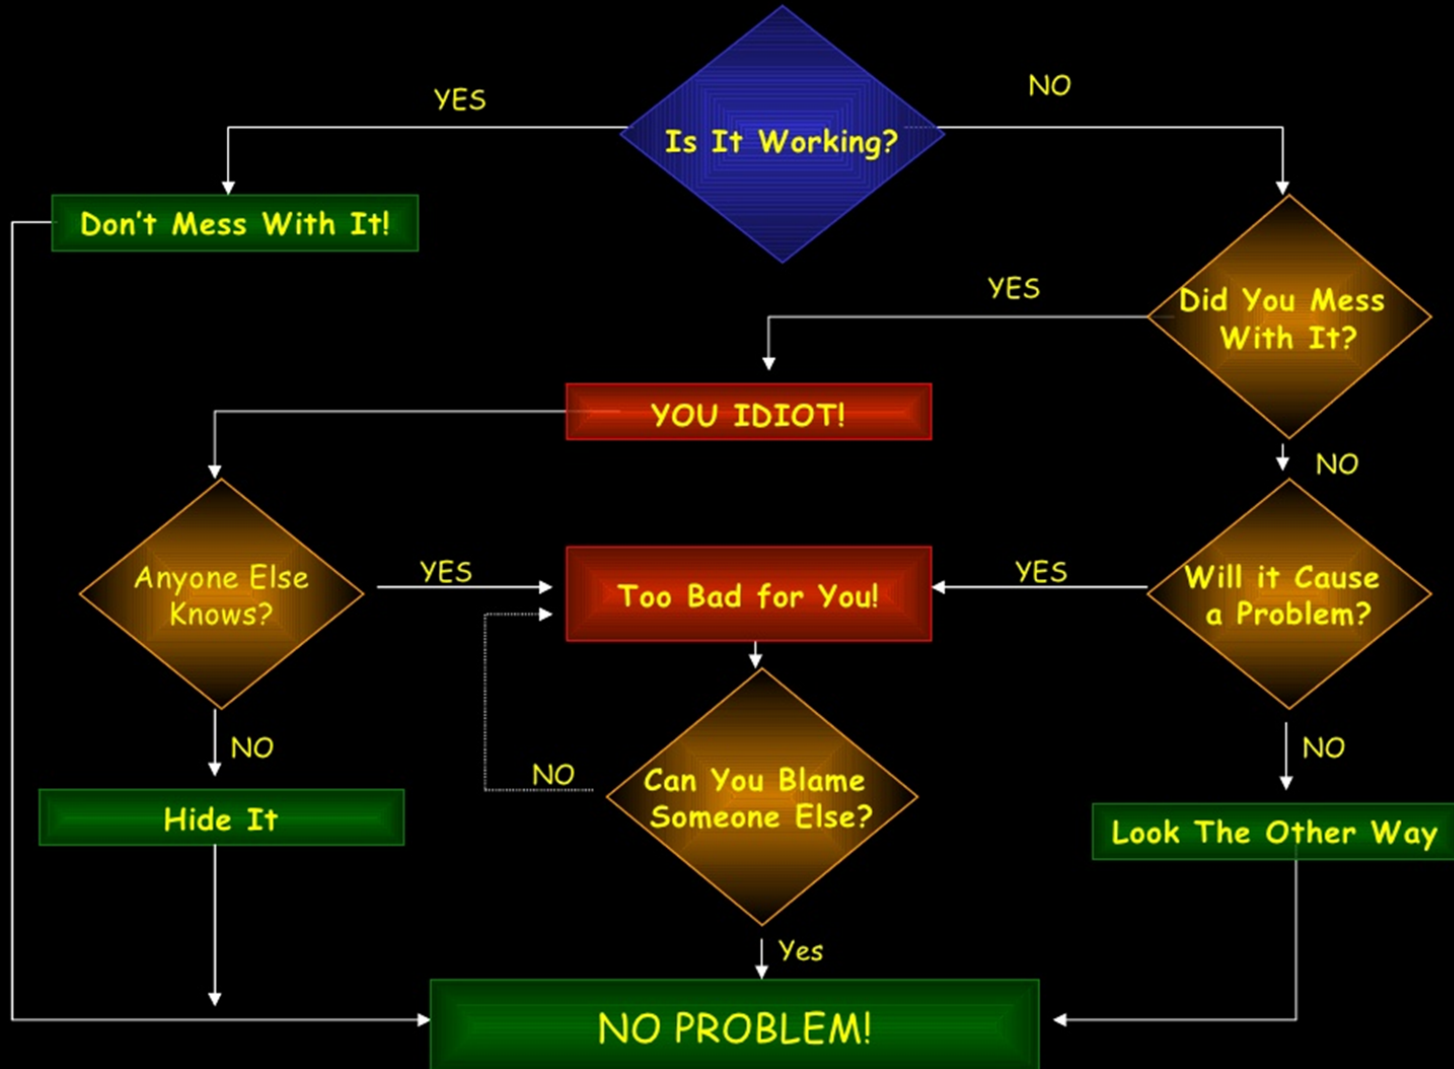 YES
NO
Is It Working?
Don't Mess With It!
YES
Did You Mess
With It?
YOU IDIOT!
NO
Anyone Else
Knows?
YES
Too Bad for You!
YES
Will it Cause
a Problem?
NO
NO
NO
Can You Blame
Someone Else?
Hide It
Look The Other Way
Yes
NO PROBLEM!